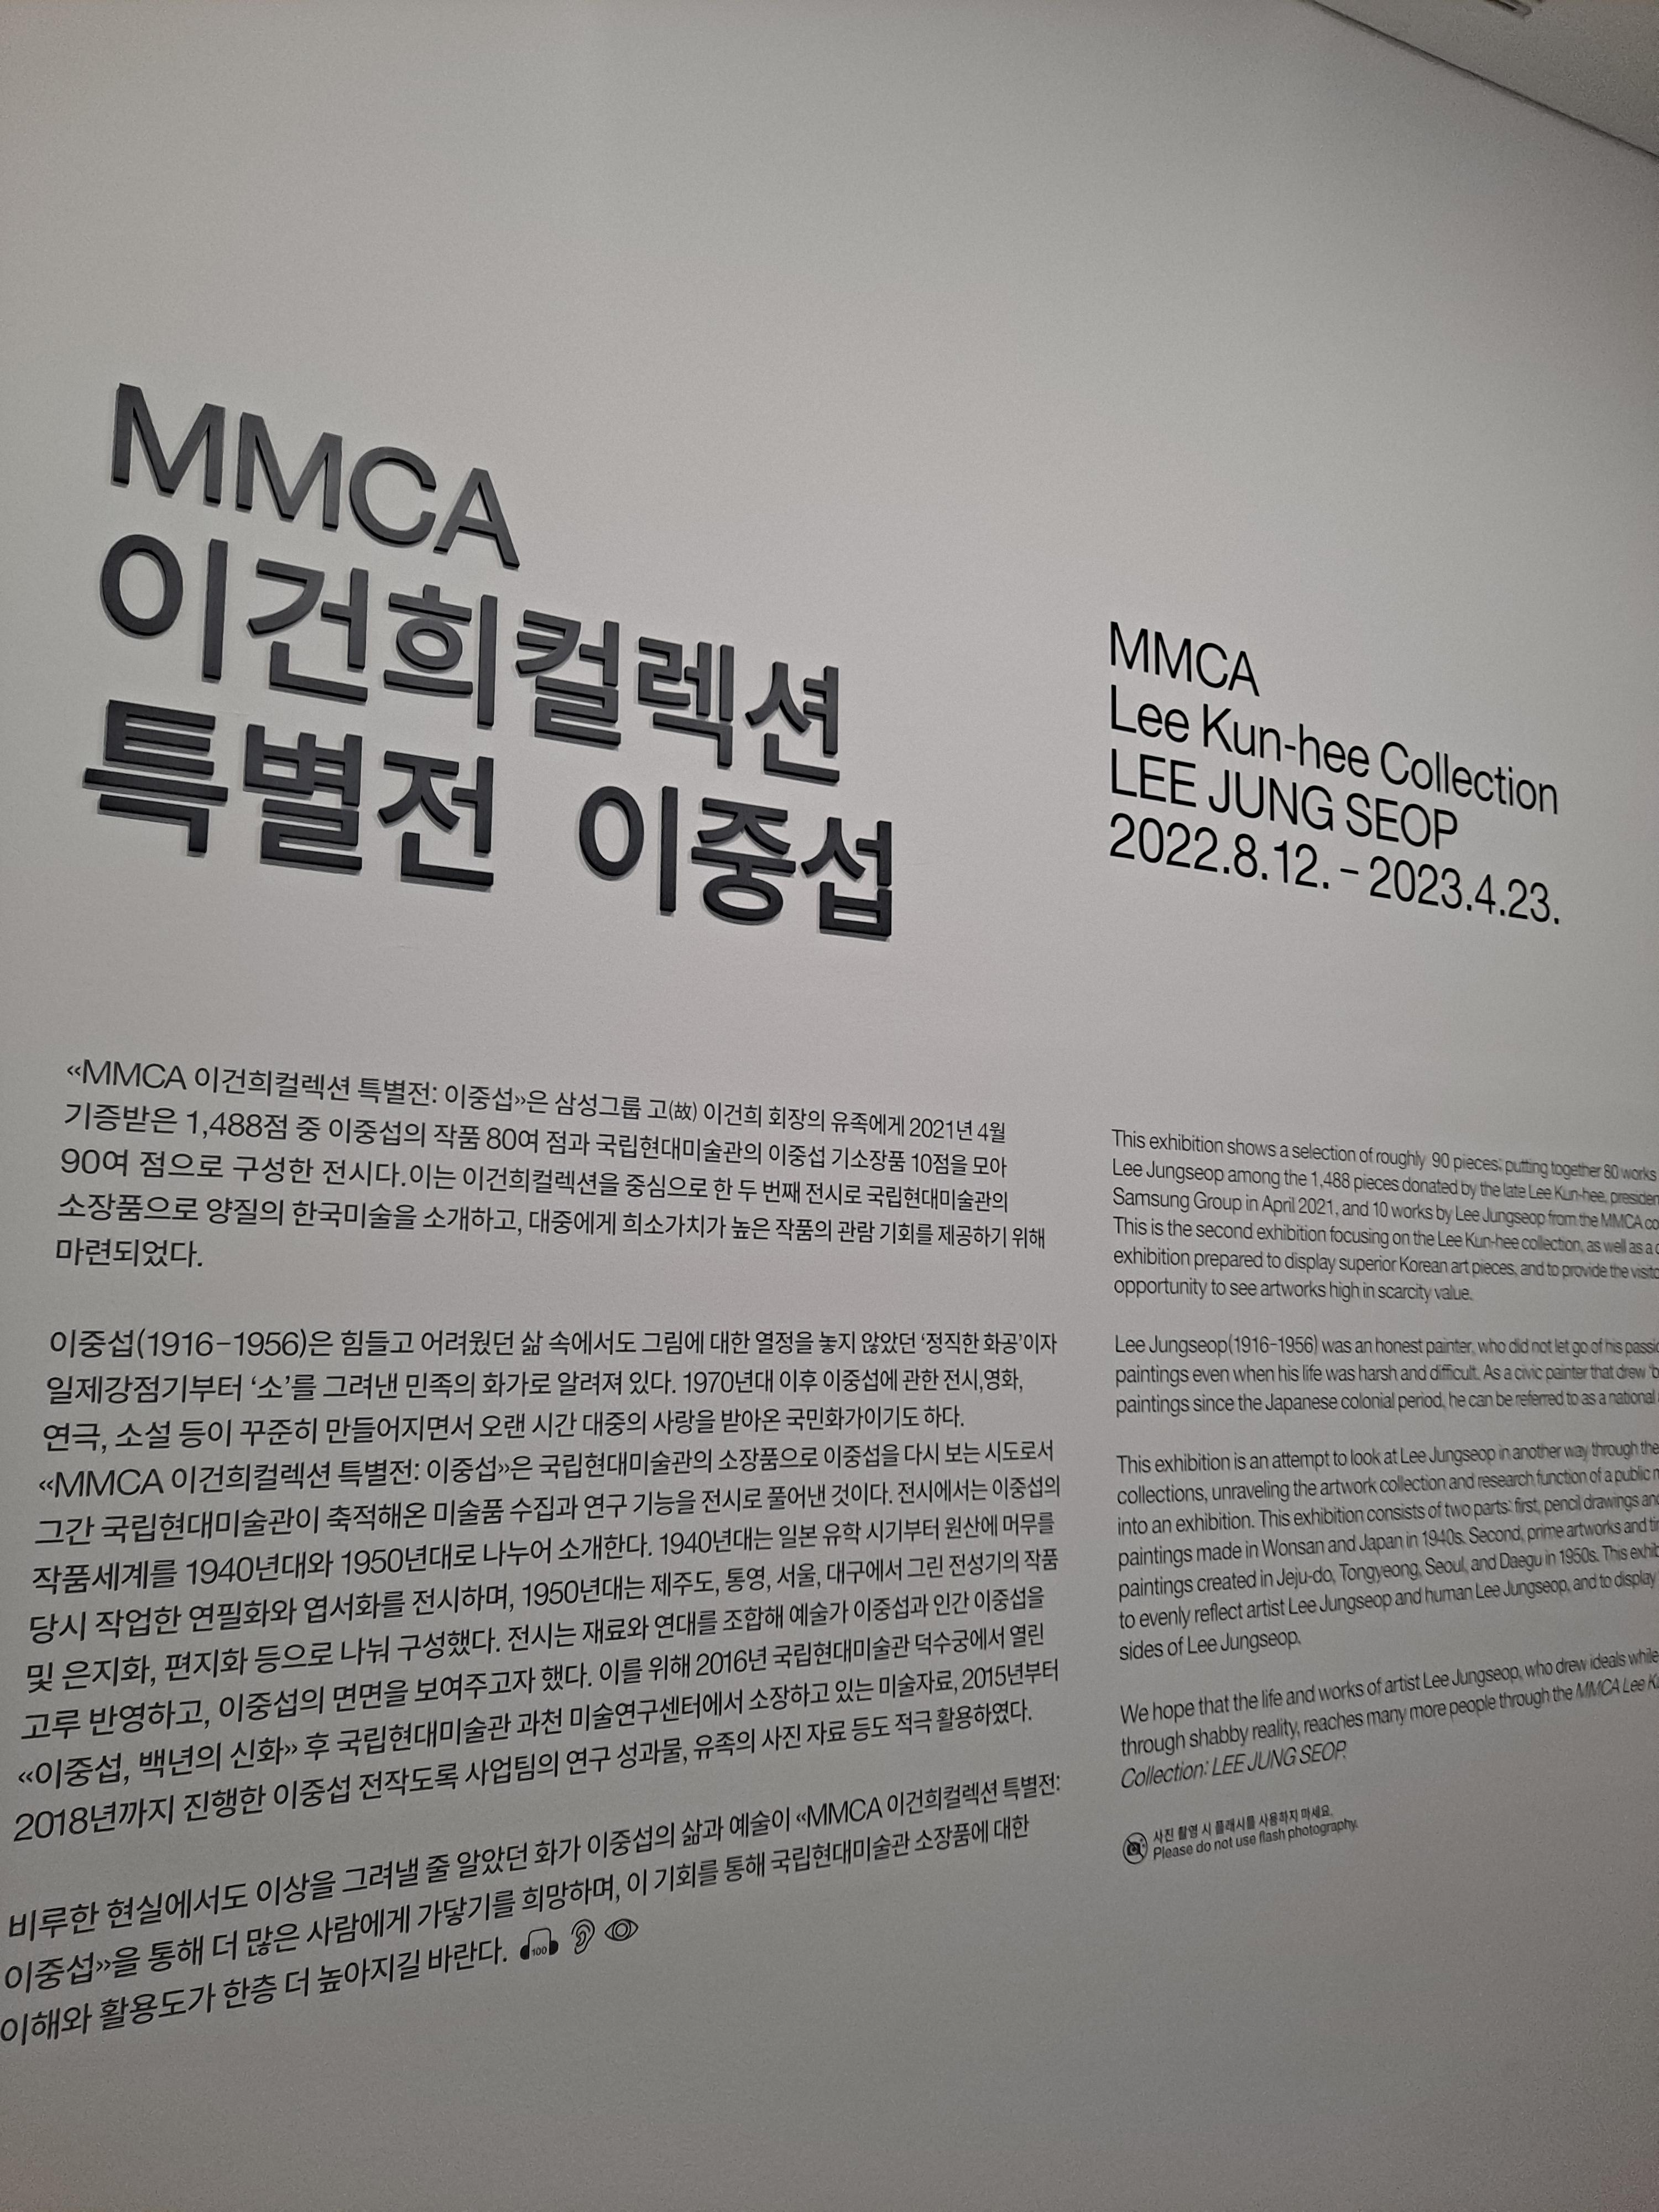 MMCA
이건희컬렉션
특별전 이중섭
MMCA
Lee Kun-hee Collection
LEE JUNG SEOP
2022.8.12. – 2023.4.23.
«MMCA 이건희컬렉션 특별전: 이중섭»은 삼성그룹 고(故) 이건희 회장의 유족에게 2021년 4월
기증받은 1,488점 중 이중섭의 작품 80여 점과 국립현대미술관의 이중섭 기소장품 10점을 모아
90여 점으로 구성한 전시다.이는 이건희컬렉션을 중심으로 한 두 번째 전시로 국립현대미술관의
소장품으로 양질의 한국미술을 소개하고, 대중에게 희소가치가 높은 작품의 관람 기회를 제공하기 위해
마련되었다.
이중섭(1916–1956)은 힘들고 어려웠던 삶 속에서도 그림에 대한 열정을 놓지 않았던 ‘정직한 화공’이자
일제강점기부터 ‘소’를 그려낸 민족의 화가로 알려져 있다. 1970년대 이후 이중섭에 관한 전시,영화,
연극, 소설 등이 꾸준히 만들어지면서 오랜 시간 대중의 사랑을 받아온 국민화가이기도 하다.
«MMCA 이건희컬렉션 특별전: 이중섭»은 국립현대미술관의 소장품으로 이중섭을 다시 보는 시도로서
그간 국립현대미술관이 축적해온 미술품 수집과 연구 기능을 전시로 풀어낸 것이다. 전시에서는 이중섭의
작품세계를 1940년대와 1950년대로 나누어 소개한다. 1940년대는 일본 유학 시기부터 원산에 머무를
당시 작업한 연필화와 엽서화를 전시하며, 1950년대는 제주도, 통영, 서울, 대구에서 그린 전성기의 작품
및 은지화, 편지화 등으로 나눠 구성했다. 전시는 재료와 연대를 조합해 예술가 이중섭과 인간 이중섭을
고루 반영하고, 이중섭의 면면을 보여주고자 했다. 이를 위해 2016년 국립현대미술관 덕수궁에서 열린
«이중섭, 백년의 신화» 후 국립현대미술관 과천 미술연구센터에서 소장하고 있는 미술자료, 2015년부터
2018년까지 진행한 이중섭 전작도록 사업팀의 연구 성과물, 유족의 사진 자료 등도 적극 활용하였다.
비루한 현실에서도 이상을 그려낼 줄 알았던 화가 이중섭의 삶과 예술이 «MMCA 이건희컬렉션 특별전:
이중섭»을 통해 더 많은 사람에게 가닿기를 희망하며, 이 기회를 통해 국립현대미술관 소장품에 대한
이해와 활용도가 한층 더 높아지길 바란다.
100
This exhibition shows a selection of roughly 90 pieces; putting together 80 works
Lee Jungseop among the 1,488 pieces donated by the late Lee Kun-hee,
Samsung Group in April 2021, and 10 works by Lee Jungseop from the MMCA
This is the second exhibition focusing on the Lee Kun-hee collection, as well as a
exhibition prepared to display superior Korean art pieces, and to provide the
opportunity to see artworks high in scarcity value.
Lee Jungseop(1916–1956) was an honest painter, who did not let go of his
paintings even when his life was harsh and difficult. As a civic painter that drew
paintings since the Japanese colonial period, he can be referred to as a national
This exhibition is an attempt to look at Lee Jungseop in another way through the
collections, unraveling the artwork collection and research function of a public
into an exhibition. This exhibition consists of two parts: first, pencil drawings
paintings made in Wonsan and Japan in 1940s. Second, prime artworks and
paintings created in Jeju-do, Tongyeong, Seoul, and Daegu in 1950s. This
to evenly reflect artist Lee Jungseop and human Lee Jungseop, and to display
sides of Lee Jungseop.
We hope that the life and works of artist Lee Jungseop, who drew ideals while
through shabby reality, reaches many more people through the MMCA Lee
Collection: LEE JUNG SEOP.
사진 촬영 시 플래시를 사용하지 마세요.
Please do not use flash photography.